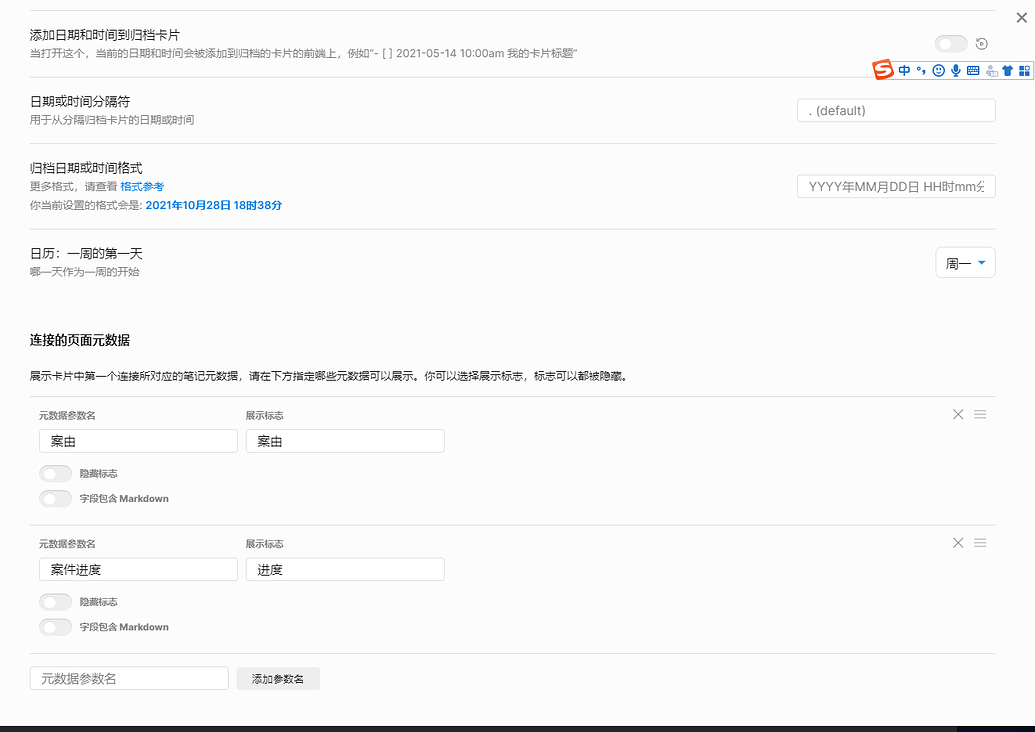 添加日期和时间到归档卡片
当打开这个，当前的日期和时间会被添加到归档的卡片的前端上，例如“- [ ] 2021-05-14 10:00am 我的卡片标题”
中
日期或时间分隔符
用于从分隔归档卡片的日期或时间
. (default)
归档日期或时间格式
更多格式，请查看 格式参考
你当前设置的格式会是: 2021年10月28日 18时38分
YYYY年MM月DD日 HH时mm分
日历：一周的第一天
哪一天作为一周的开始
周一
连接的页面元数据
展示卡片中第一个连接所对应的笔记元数据，请在下方指定哪些元数据可以展示。你可以选择展示标志，标志可以都被隐藏。
元数据参数名 展示标志
案由 案由
隐藏标志
字段包含 Markdown
元数据参数名 展示标志
案件进度 进度
隐藏标志
字段包含 Markdown
元数据参数名 添加参数名